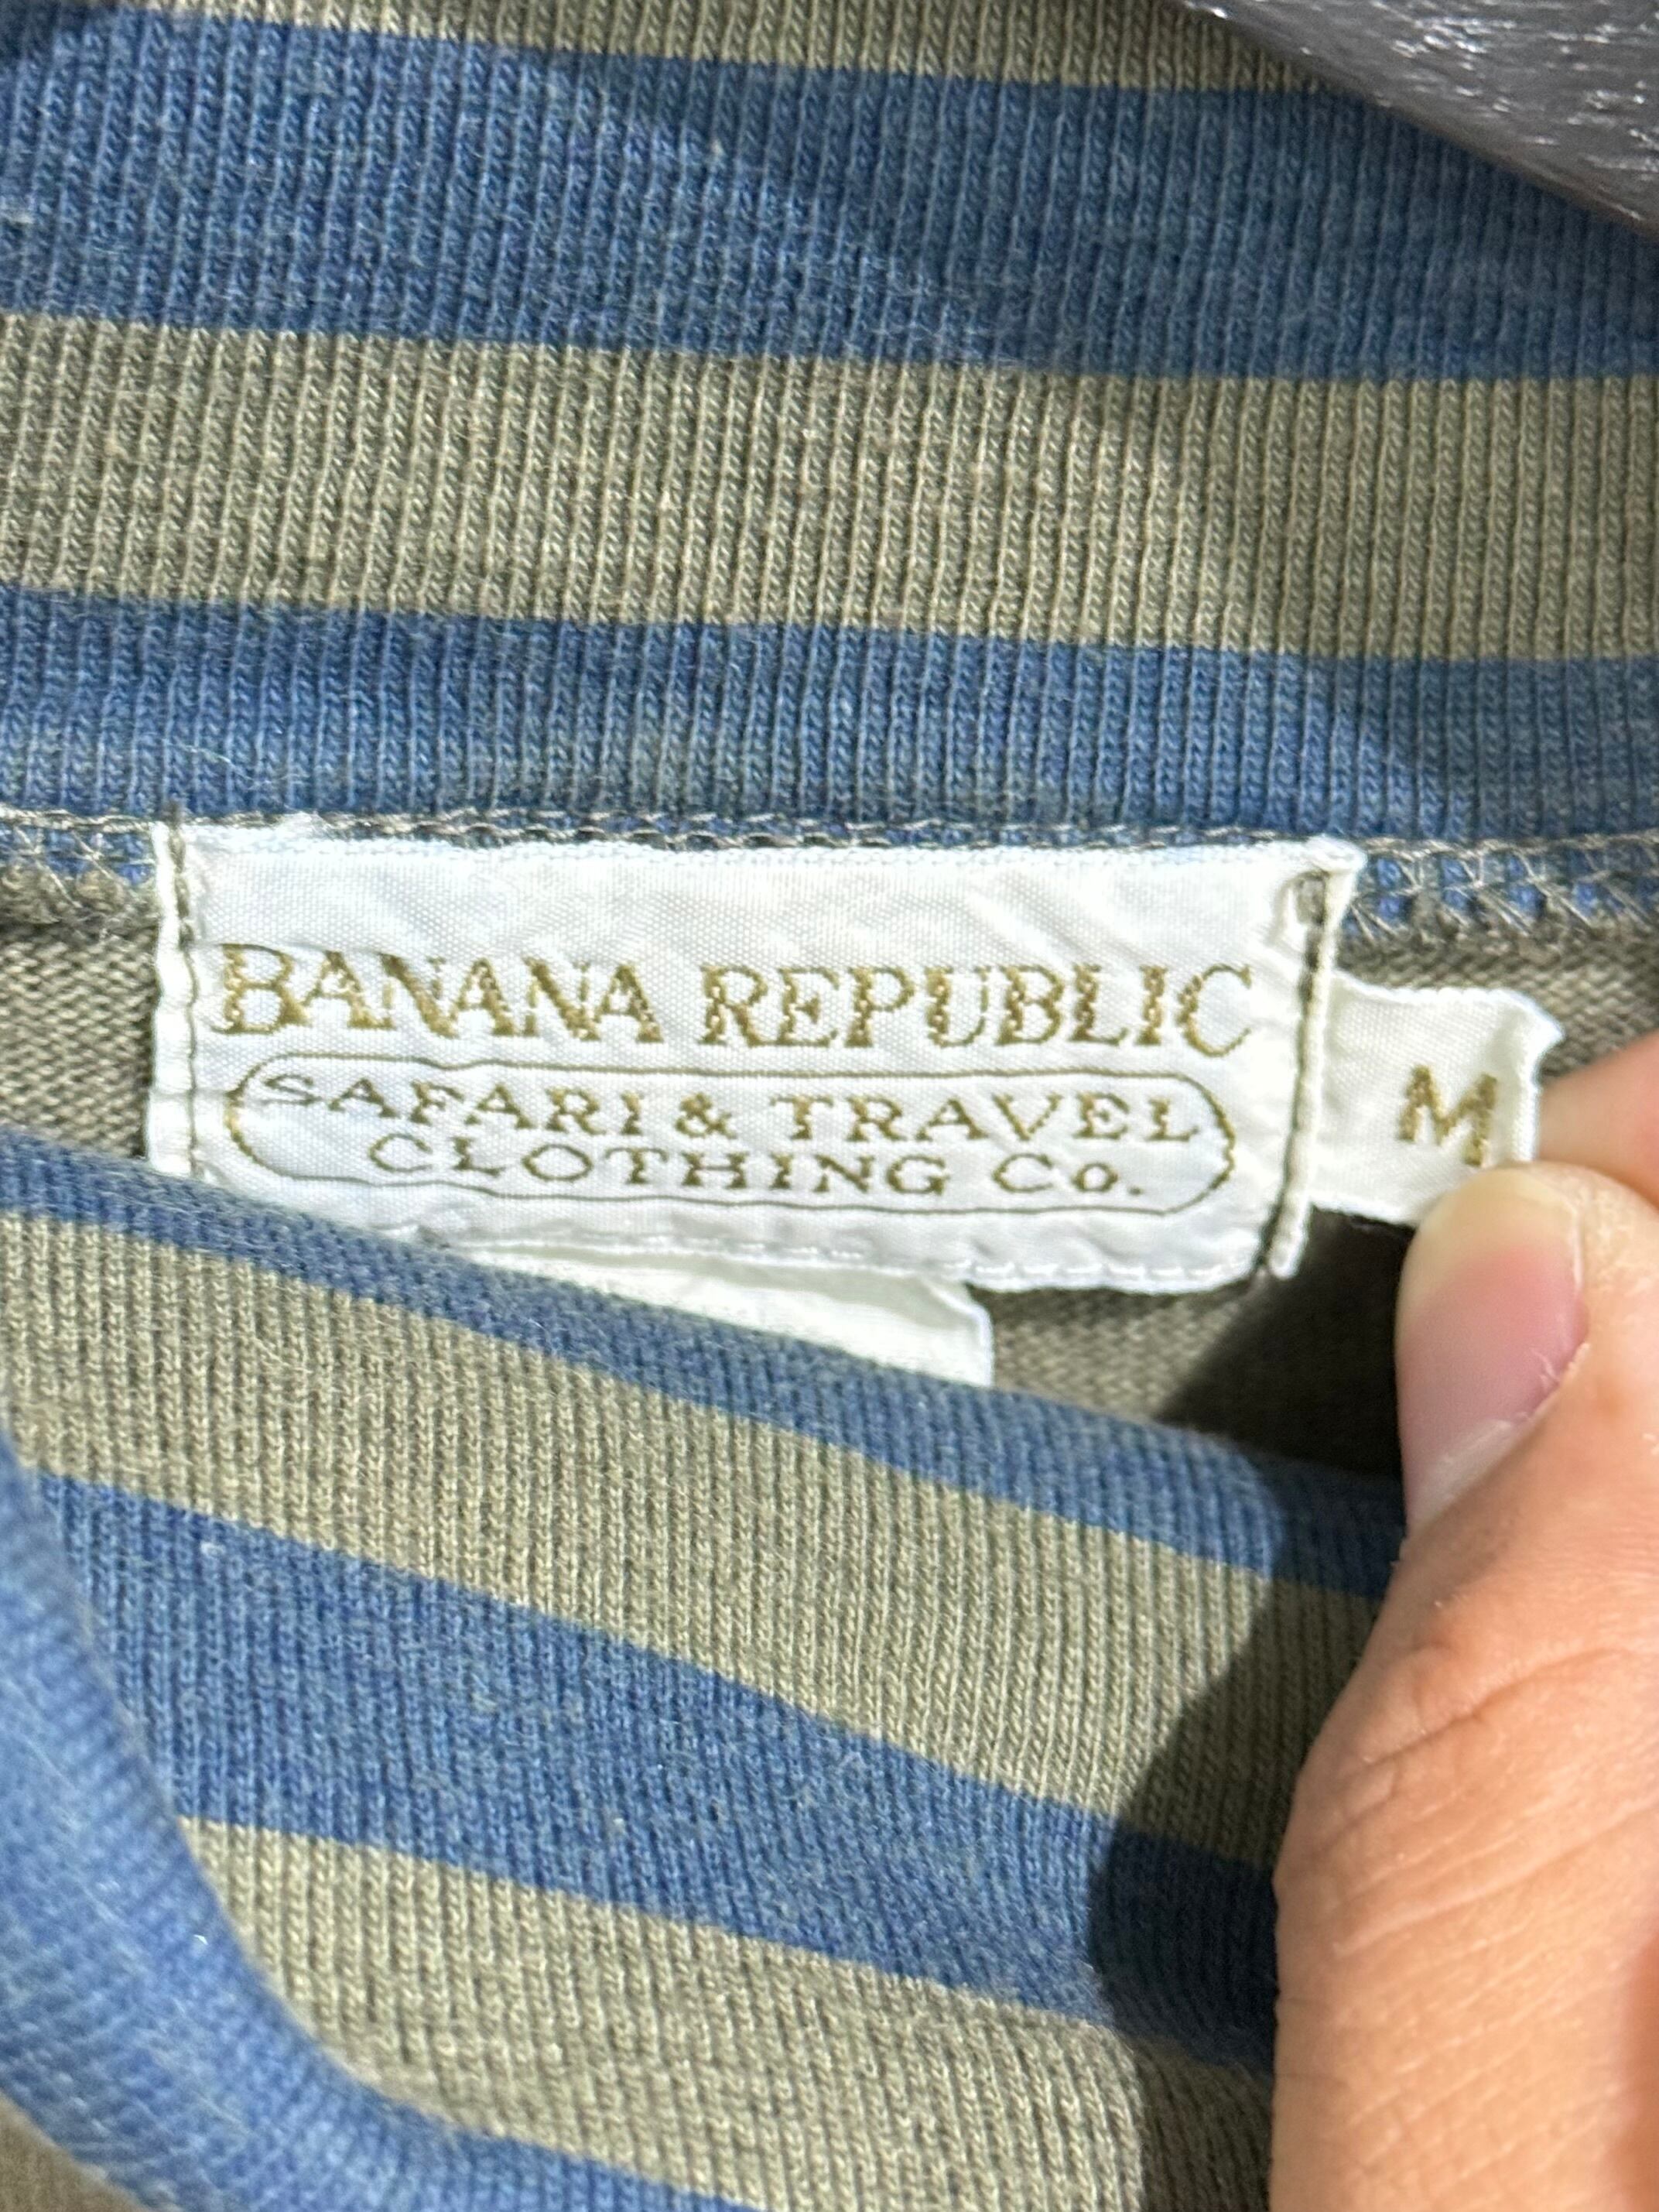 BANANA REPUBLIC
SAFARI & TRAVEL
CLOTHING Co.
M